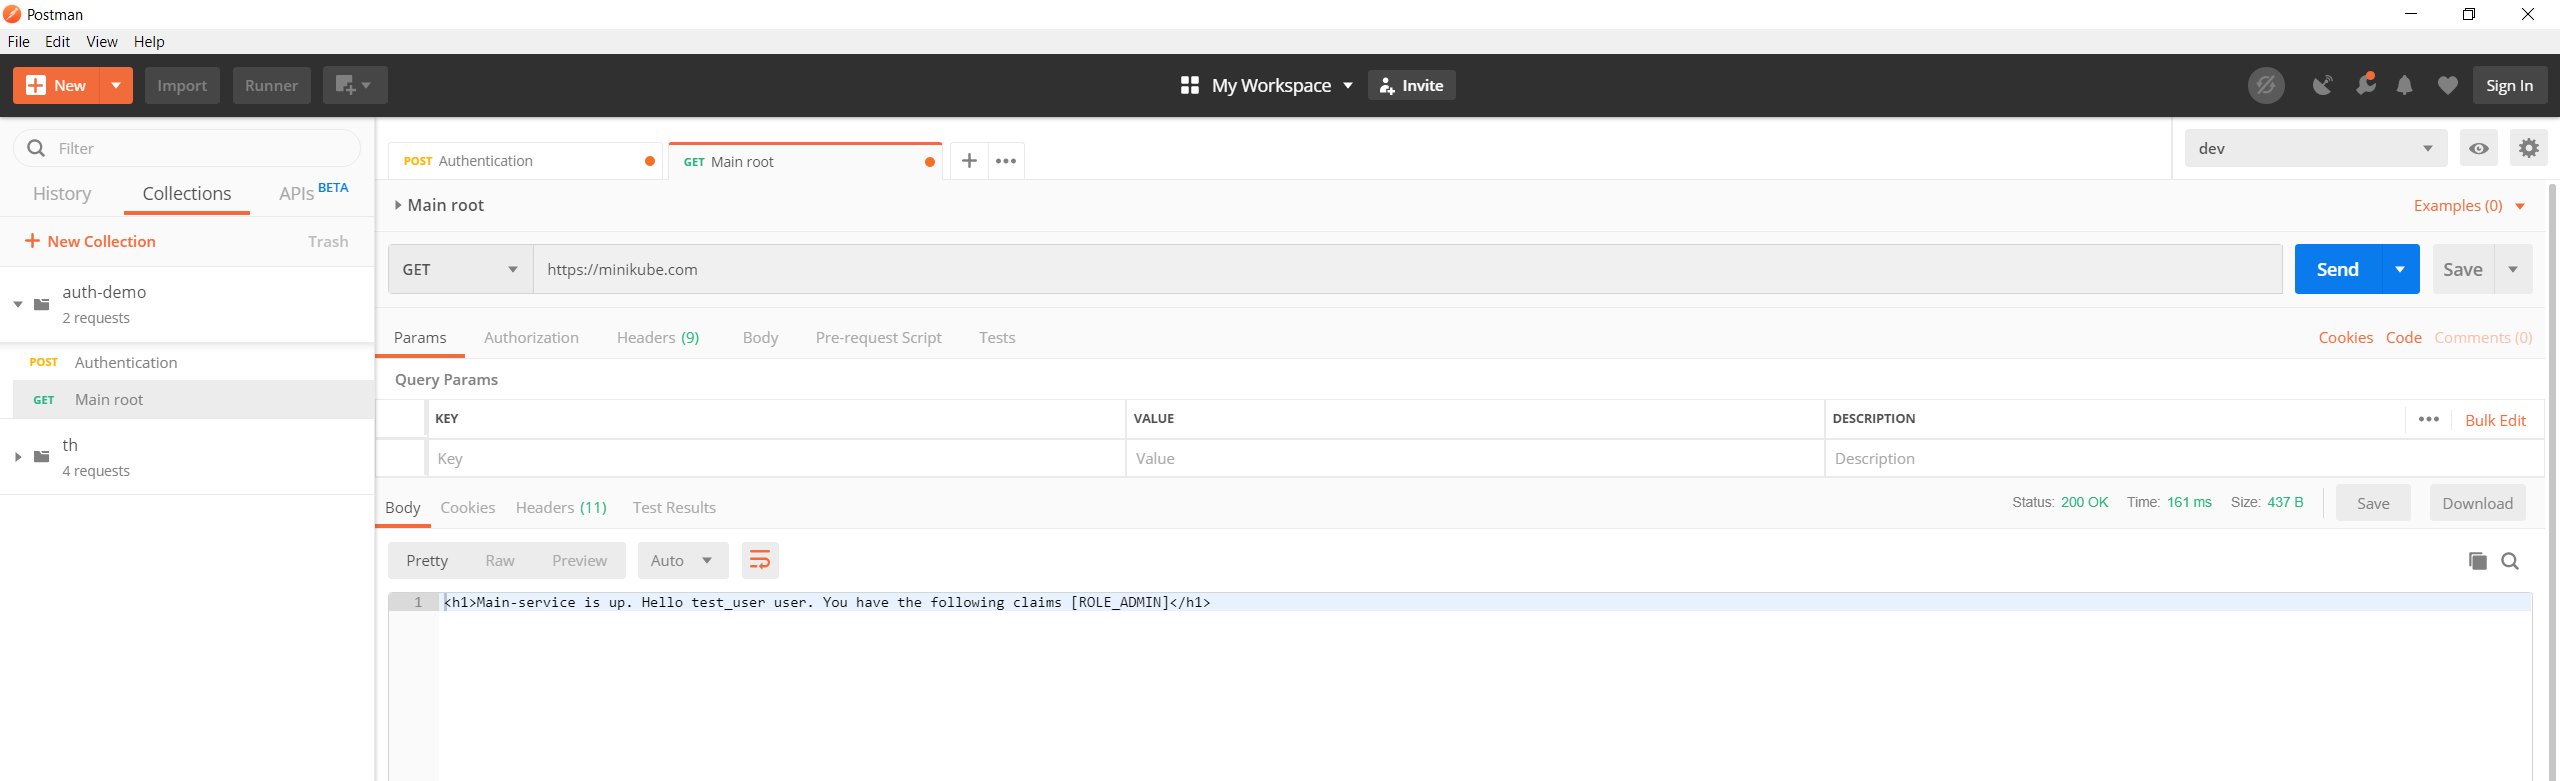 Postman
File Edit View Help
New Import Runner My Workspace Invite Sign In
Filter
History Collections APIs BETA
New Collection Trash
auth-demo
2 requests
POST Authentication
GET Main root
th
4 requests
POST Authentication GET Main root dev
Main root Examples (0)
GET https://minikube.com Send Save
Params Authorization Headers (9) Body Pre-request Script Tests Cookies Code Comments (0)
Query Params
KEY VALUE DESCRIPTION Bulk Edit
Key Value Description
Body Cookies Headers (11) Test Results Status: 200 OK Time: 161 ms Size: 437 B Save Download
Pretty Raw Preview Auto
1 <h1>Main-service is up. Hello test_user user. You have the following claims [ROLE_ADMIN]</h1>